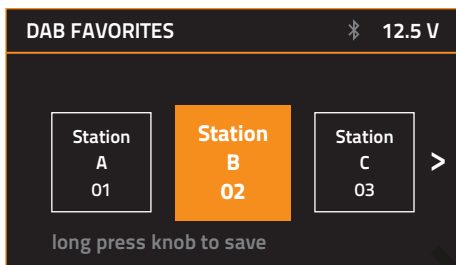 DAB FAVORITES 12.5 V
Station Station Station
A B C
01 02 03
>
long press knob to save